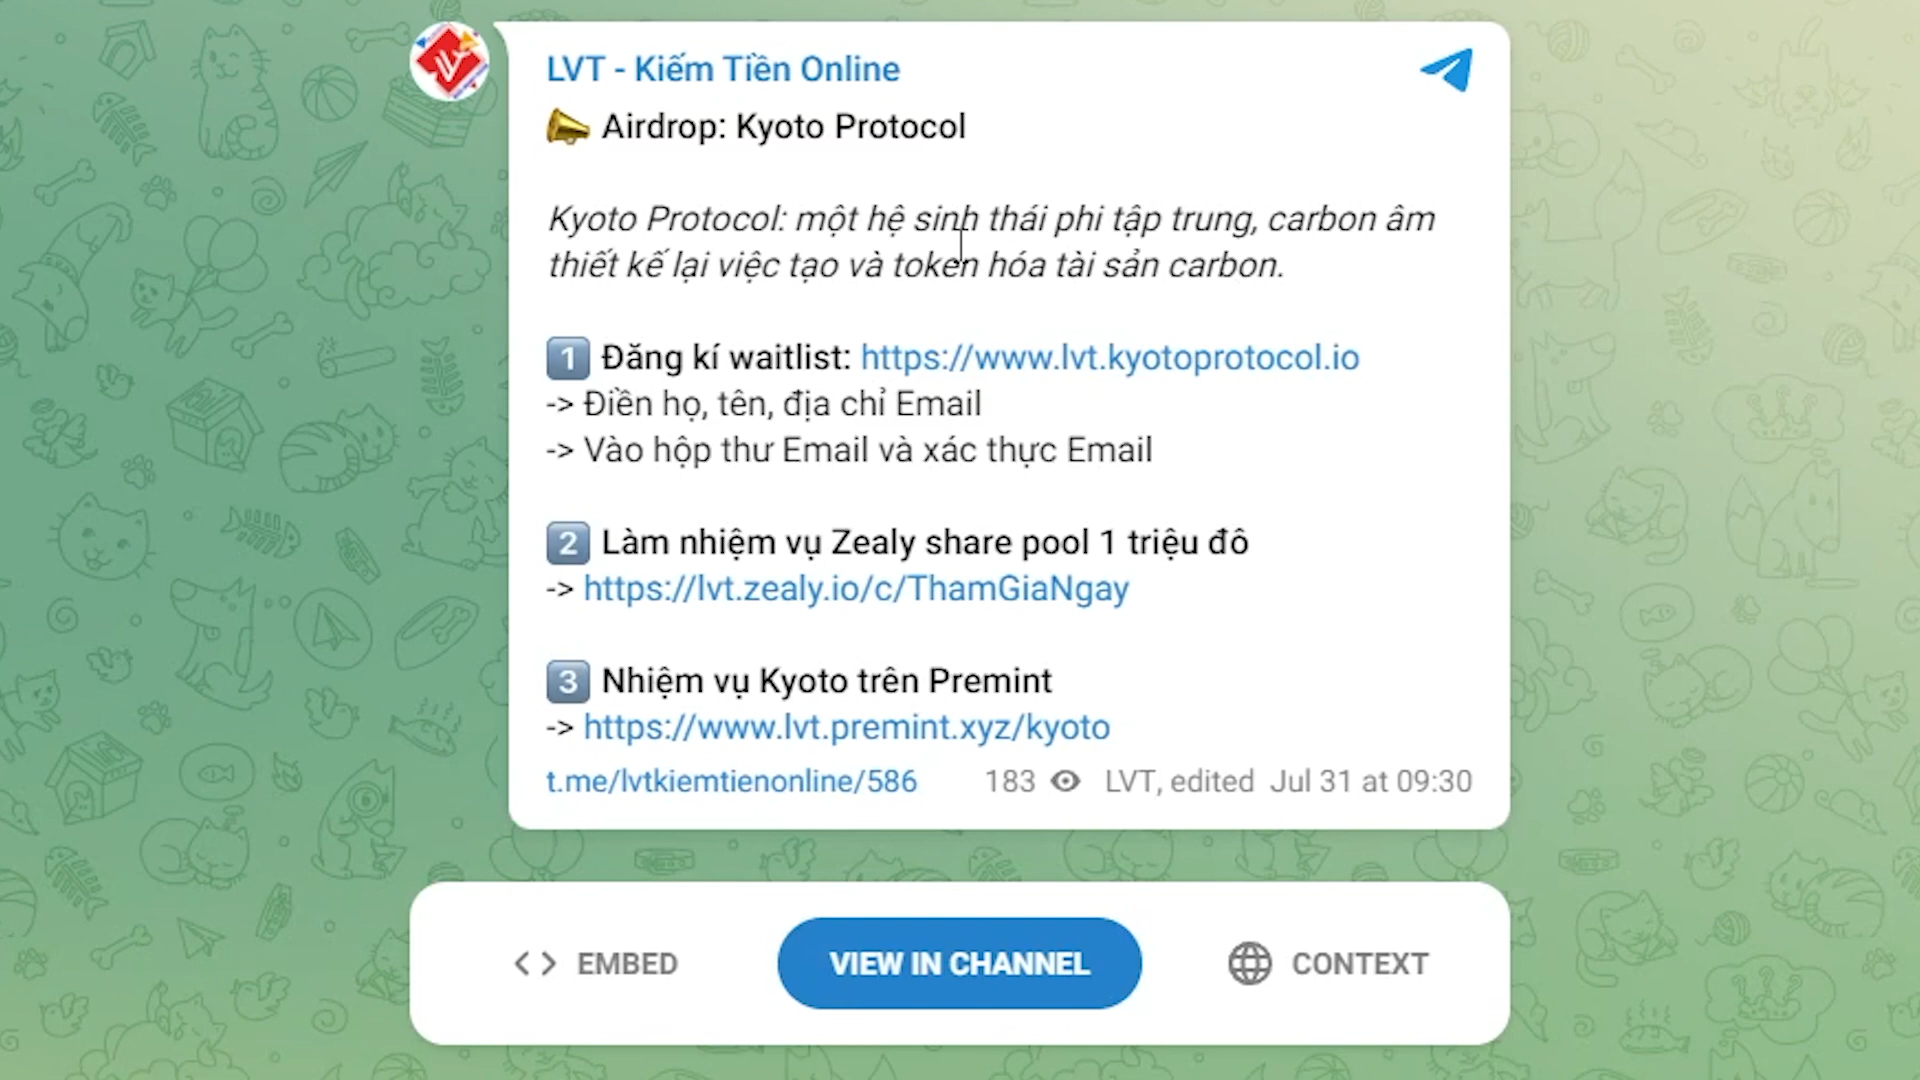 LVT - Kiếm Tiền Online
Airdrop: Kyoto Protocol
Kyoto Protocol: một hệ sinh thái phi tập trung, carbon âm
thiết kế lại việc tạo và token hóa tài sản carbon.
1 Đăng kí waitlist: https://www.lvt.kyotoprotocol.io
-> Điền họ, tên, địa chỉ Email
-> Vào hộp thư Email và xác thực Email
2 Làm nhiệm vụ Zealy share pool 1 triệu đô
-> https://lvt.zealy.io/c/ThamGiaNgay
3 Nhiệm vụ Kyoto trên Premint
-> https://www.lvt.premint.xyz/kyoto
t.me/lvtkiemtienonline/586 183 LVT, edited Jul 31 at 09:30
EMBED VIEW IN CHANNEL CONTEXT